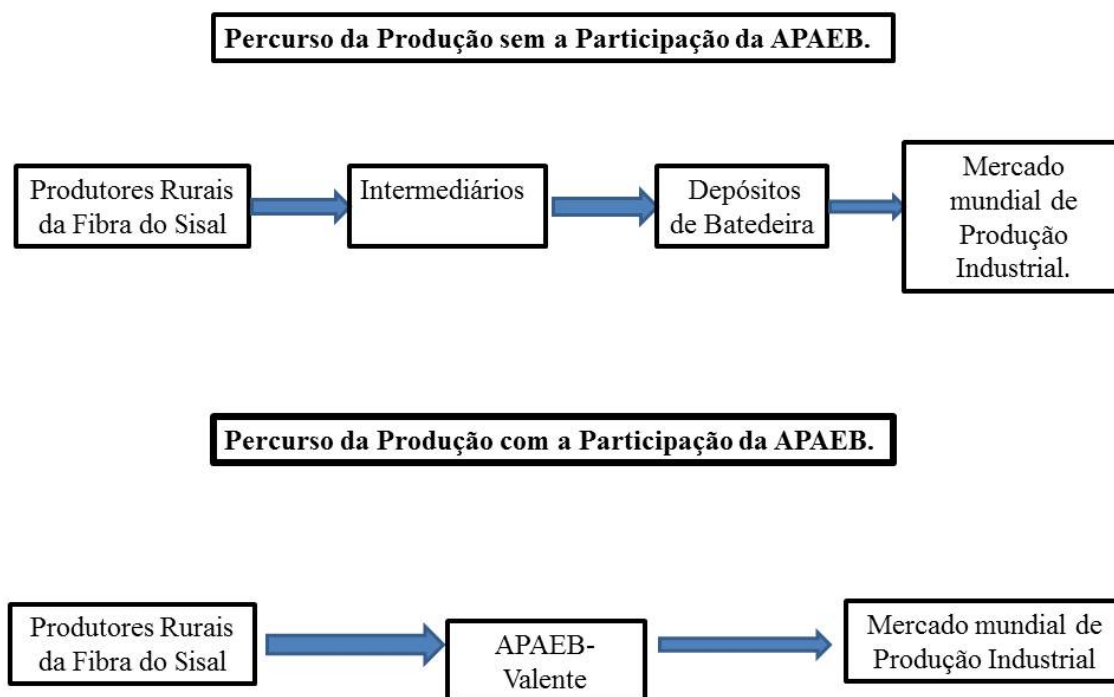 Percurso da Produção sem a Participação da APAEB.
Produtores Rurais
da Fibra do Sisal
Intermediários
Depósitos
de Batedeira
Mercado
mundial de
Produção
Industrial.
Percurso da Produção com a Participação da APAEB.
Produtores Rurais
da Fibra do Sisal
APAEB-
Valente
Mercado mundial de
Produção Industrial